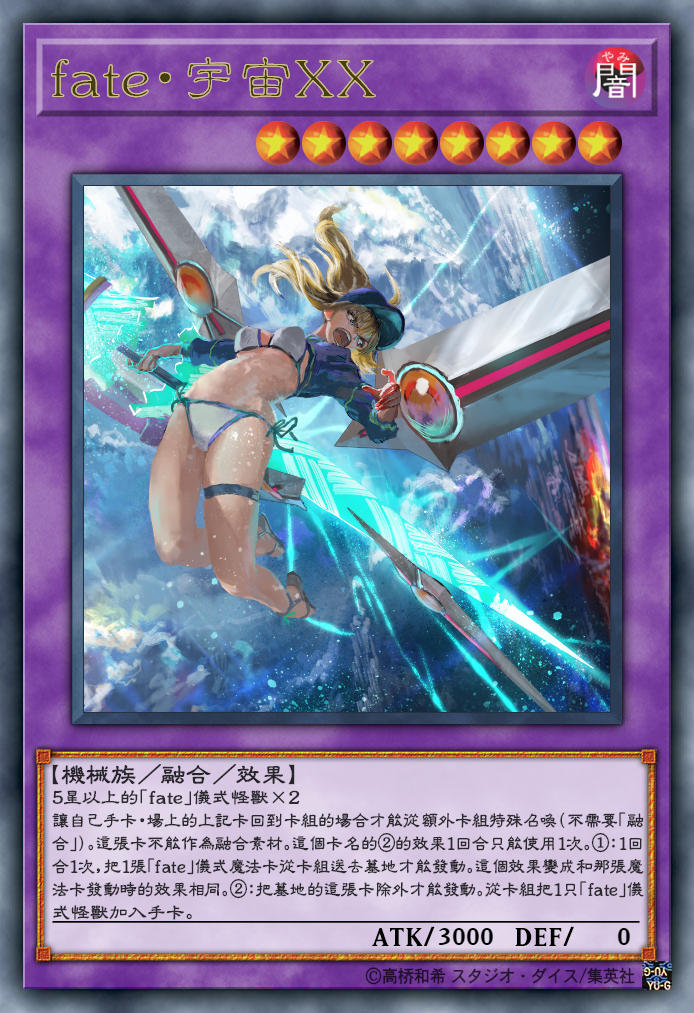 fate·宇宙XX
やみ
闇
【機械族／融合／效果】
5星以上的｢fate｣儀式怪獸×2
讓自己手卡·場上的上記卡回到卡組的場合才能從額外卡組特殊召喚(不需要｢融
合｣)。這張卡不能作為融合素材。這個卡名的②的效果1回合只能使用1次。①:1回
合1次,把1張｢fate｣儀式魔法卡從卡組送去墓地才能發動。這個效果變成和那張魔
法卡發動時的效果相同。②:把墓地的這張卡除外才能發動。從卡組把1只｢fate｣儀
式怪獸加入手卡。
ATK/3000 DEF/ 0
©高桥和希 スタジオ・ダイス/集英社
YU-G